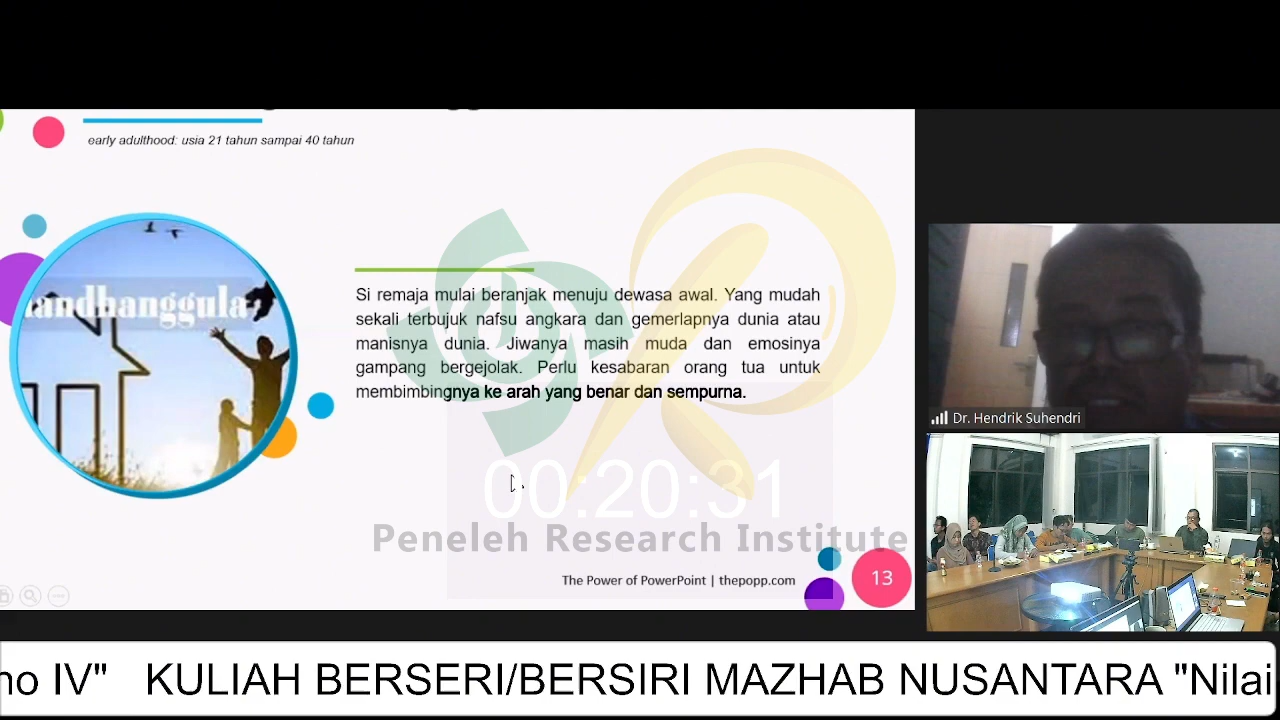 early adulthood: usia 21 tahun sampai 40 tahun
andhanggula
Si remaja mulai beranjak menuju dewasa awal. Yang mudah
sekali terbujuk nafsu angkara dan gemerlapnya dunia atau
manisnya dunia. Jiwanya masih muda dan emosinya
gampang bergejolak. Perlu kesabaran orang tua untuk
membimbingnya ke arah yang benar dan sempurna.
00:20:31
Peneleh Research Institute
The Power of PowerPoint | thepopp.com
13
Dr. Hendrik Suhendri
no IV" KULIAH BERSERI/BERSIRI MAZHAB NUSANTARA "Nilai